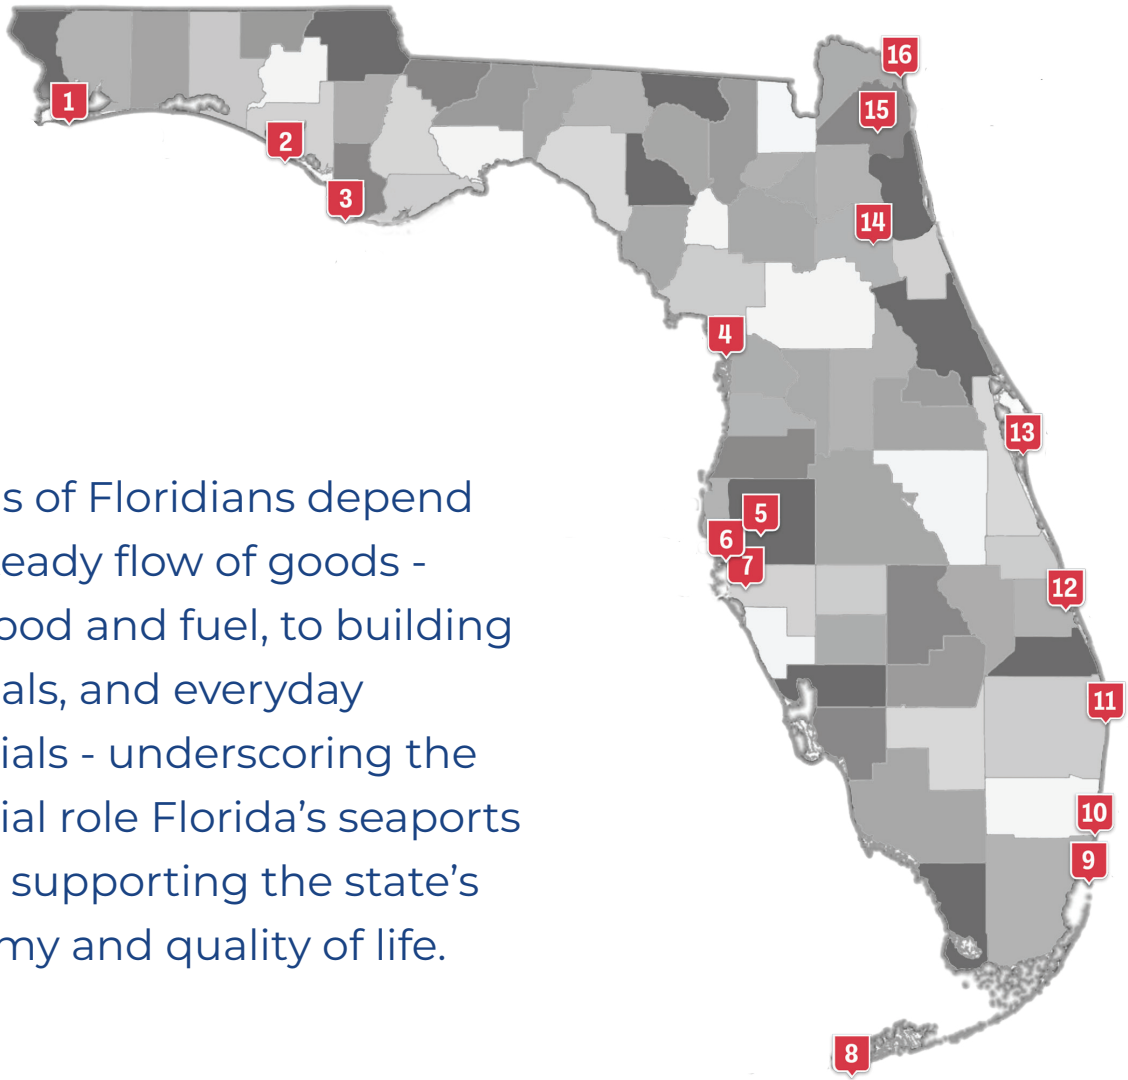 16
15
1
2
3
14
4
13
s of Floridians depend
5
6
eady flow of goods -
7
12
ood and fuel, to building
als, and everyday
11
ials - underscoring the
ial role Florida’s seaports
10
9
supporting the state’s
my and quality of life.
8